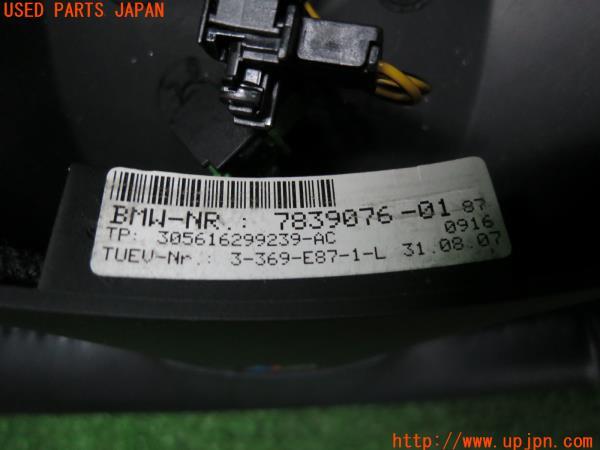 USED PARTS JAPAN
BMW-NR.: 7839076-01 87
TP: 305616299239-AC 0916
TUEV-Nr.: 3-369-E87-1-L 31.08.07
http://www.upjpn.com/